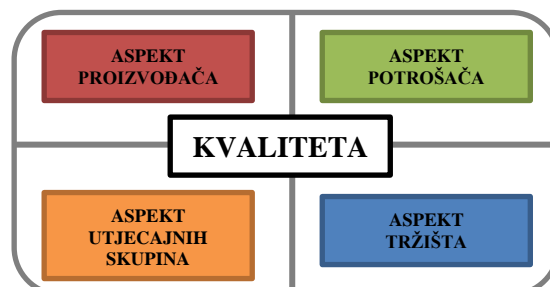 ASPEKT
PROIZVOĐAČA
ASPEKT
POTROŠAČA
KVALITETA
ASPEKT
UTJECAJNIH
SKUPINA
ASPEKT
TRŽIŠTA